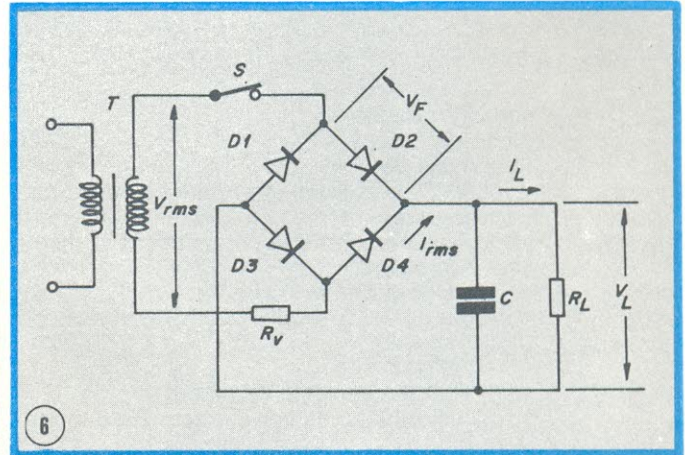 S
T
V_F
D1
D2
I_L
V_rms
I_rms
D3
D4
C
R_L
V_L
R_v
6